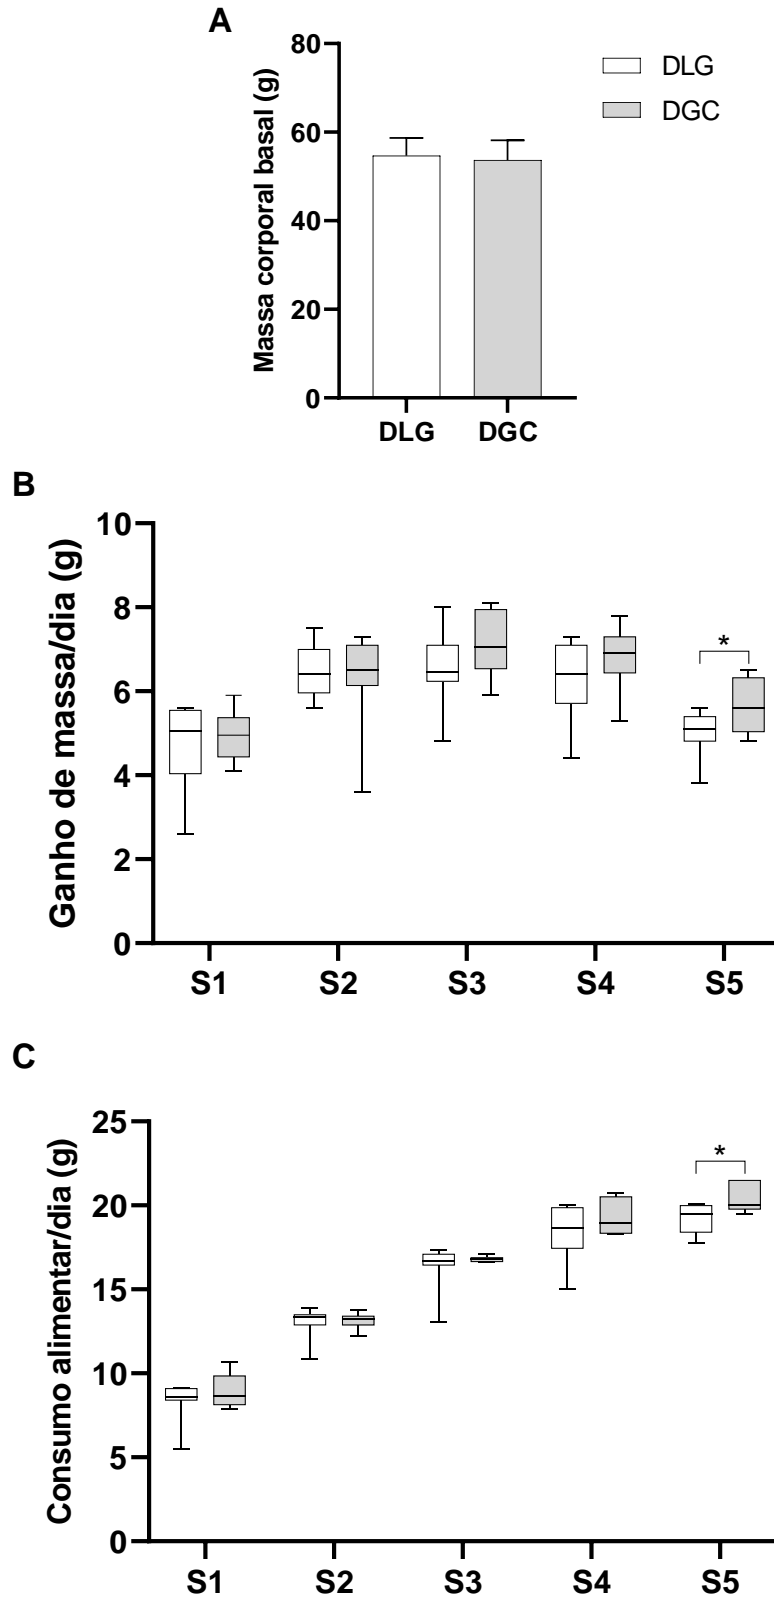 A
Massa corporal basal (g)
80
60
40
20
0
DLG
DGC
DLG
DGC
B
Ganho de massa/dia (g)
10
8
6
4
2
0
*
S1
S2
S3
S4
S5
C
Consumo alimentar/dia (g)
25
20
15
10
5
0
*
S1
S2
S3
S4
S5